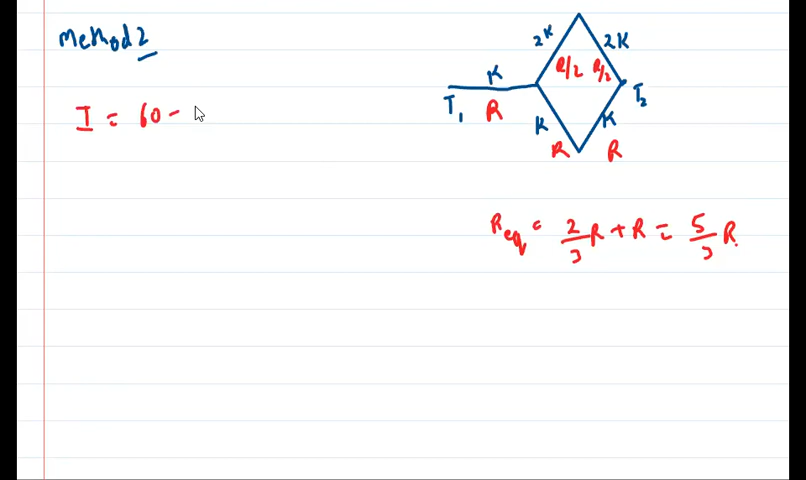 Method 2
2K 2K
R/2 R/2
K
T1 T2
R
K K
R R
I = 60 -
Req = 2/3 R + R = 5/3 R.